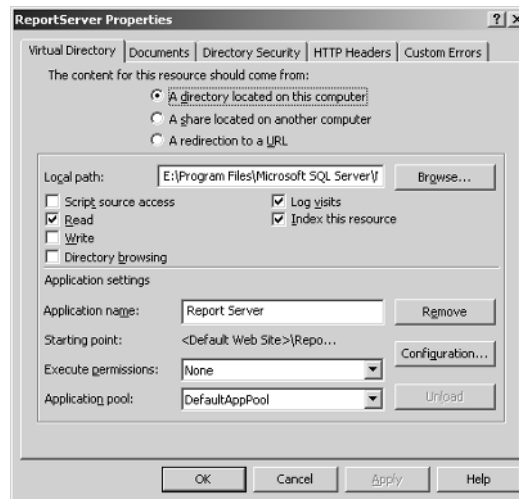 ReportServer Properties
Virtual Directory Documents Directory Security HTTP Headers Custom Errors
The content for this resource should come from:
A directory located on this computer
A share located on another computer
A redirection to a URL
Local path: E:\Program Files\Microsoft SQL Server\ Browse...
Script source access Log visits
Read Index this resource
Write
Directory browsing
Application settings
Application name: Report Server Remove
Starting point: <Default Web Site>\Repo...
Configuration...
Execute permissions: None
Application pool: DefaultAppPool Unload
OK Cancel Apply Help